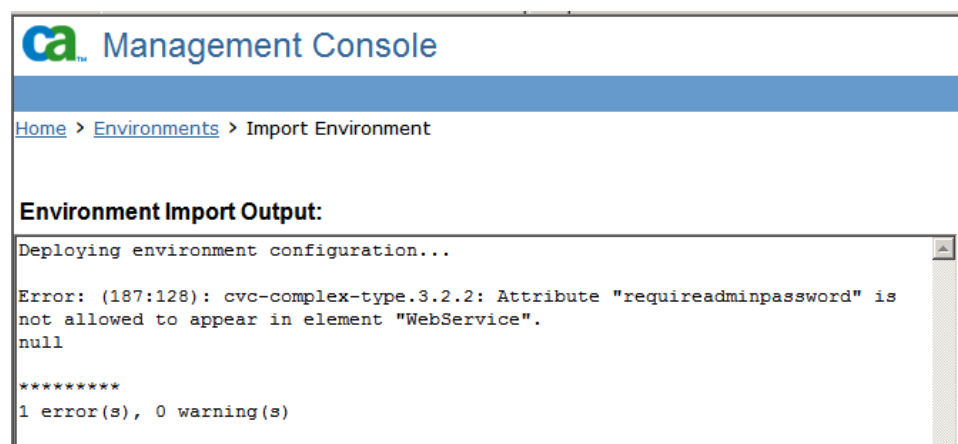 ca™ Management Console
Home > Environments > Import Environment
Environment Import Output:
Deploying environment configuration...
Error: (187:128): cvc-complex-type.3.2.2: Attribute "requireadminpassword" is
not allowed to appear in element "WebService".
null
*********
1 error(s), 0 warning(s)